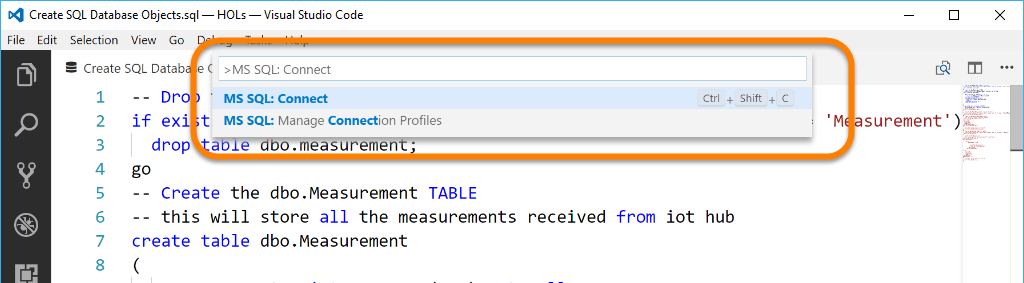 Create SQL Database Objects.sql — HOLs — Visual Studio Code
File Edit Selection View Go Debug Tasks Help
>MS SQL: Connect
Create SQL Database
MS SQL: Connect Ctrl + Shift + C
MS SQL: Manage Connection Profiles
1 -- Drop
2 if exist = 'Measurement')
3 drop table dbo.measurement;
4 go
5 -- Create the dbo.Measurement TABLE
6 -- this will store all the measurements received from iot hub
7 create table dbo.Measurement
8 (